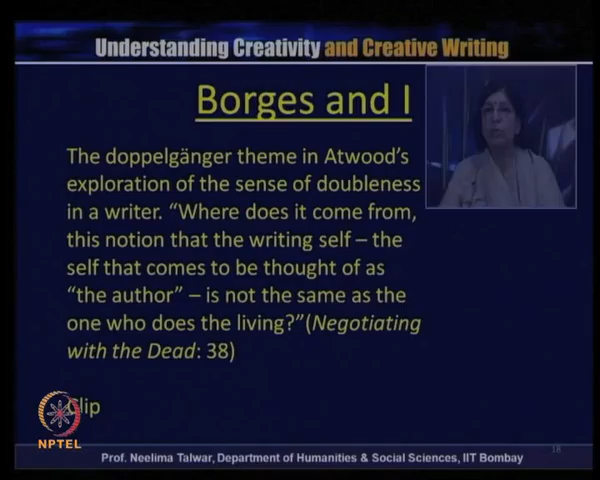 Understanding Creativity and Creative Writing
Borges and I
The doppelgänger theme in Atwood's
exploration of the sense of doubleness
in a writer. “Where does it come from,
this notion that the writing self – the
self that comes to be thought of as
“the author” – is not the same as the
one who does the living?”(Negotiating
with the Dead: 38)
Clip
NPTEL
18
Prof. Neelima Talwar, Department of Humanities & Social Sciences, IIT Bombay